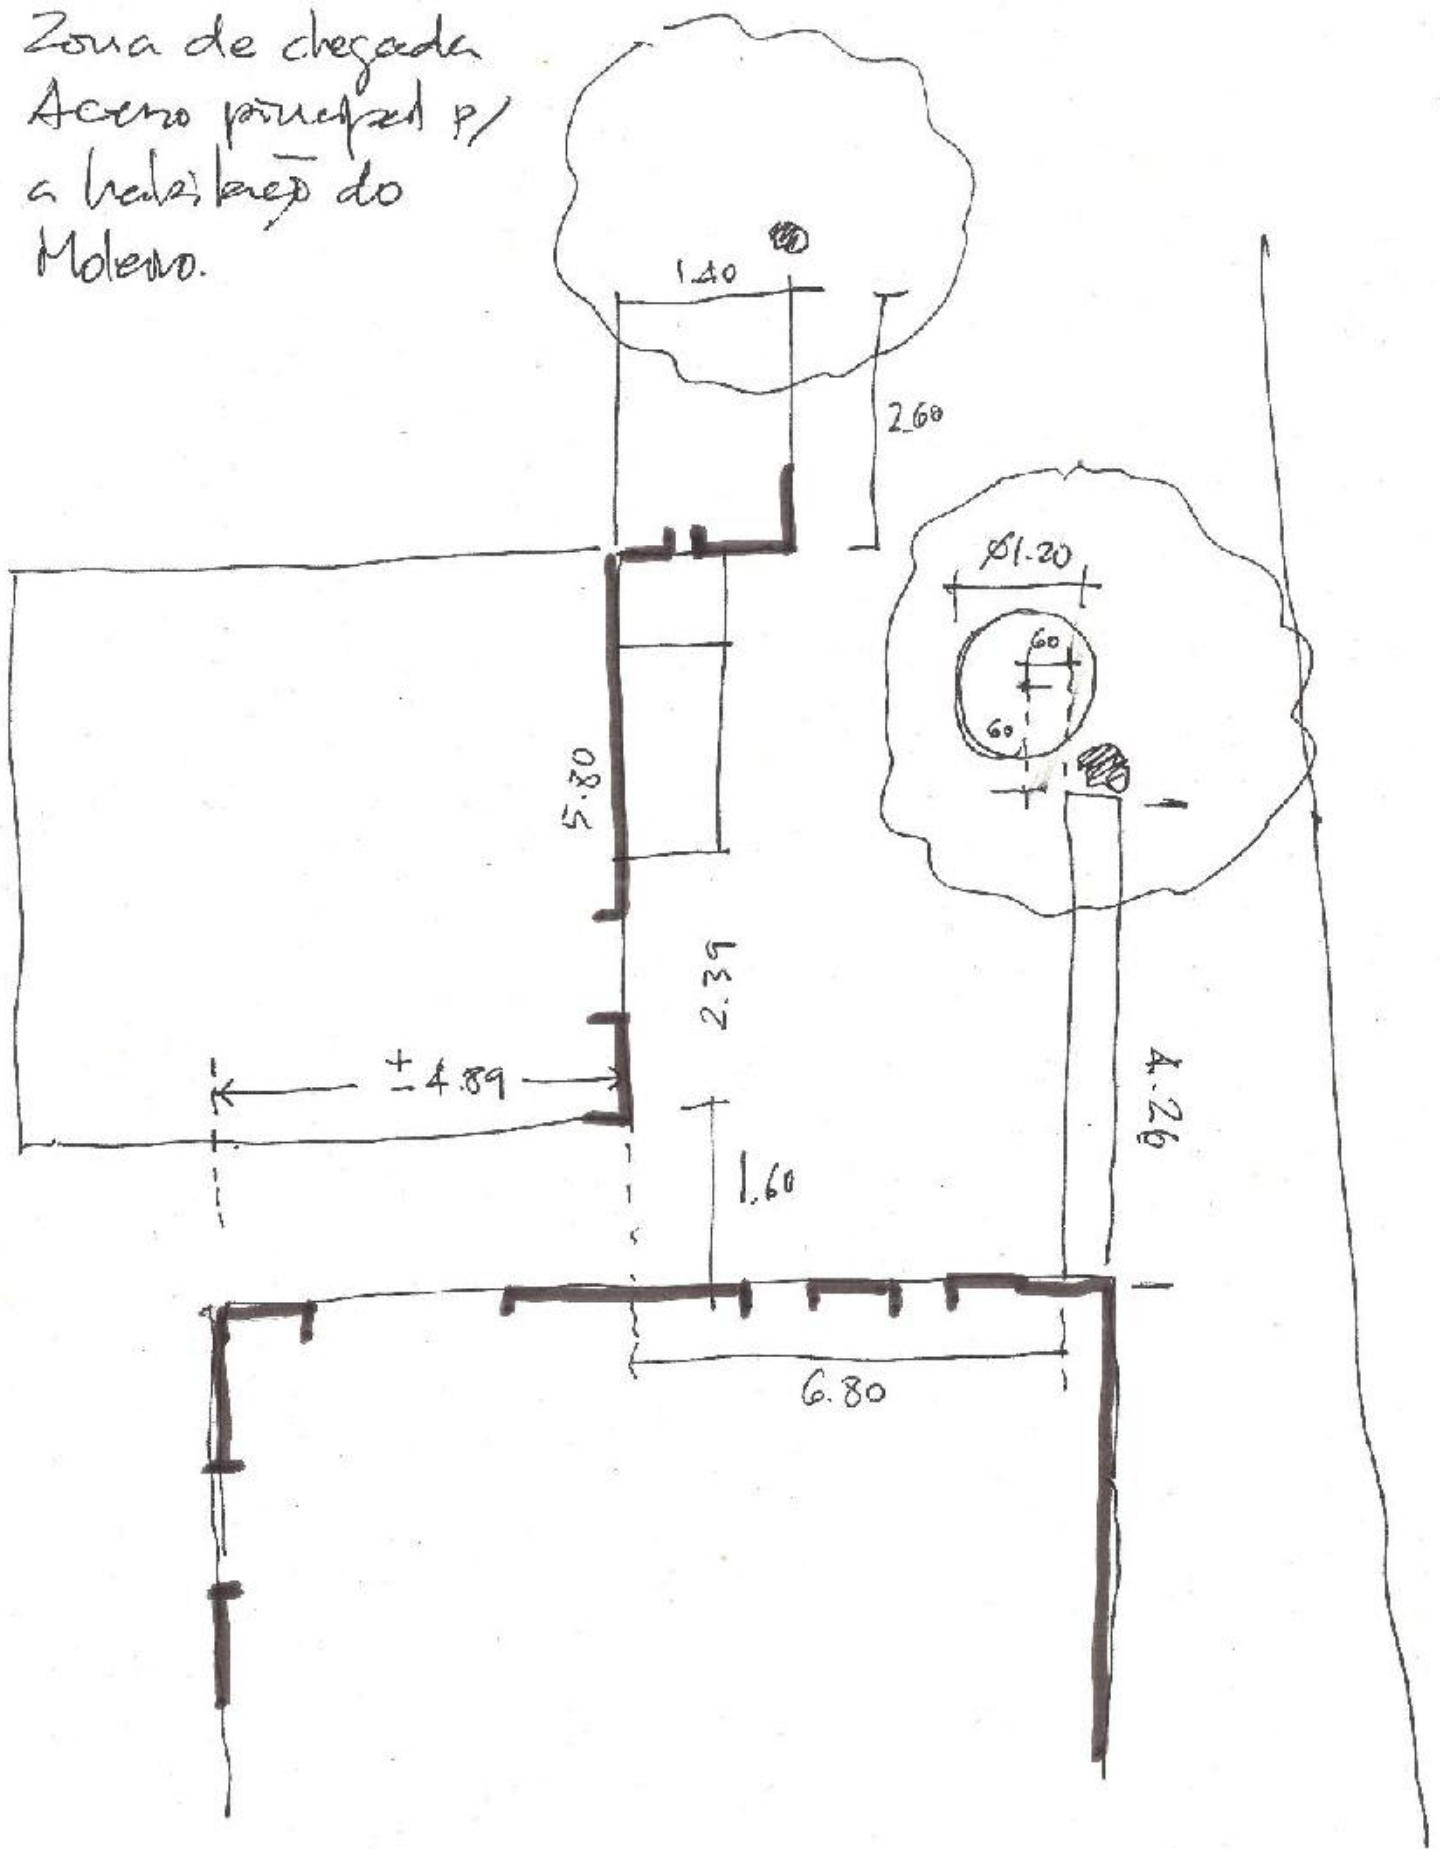 Zona de chegada
Acesso principal p/
a habitação do
Moleiro.
1.40
2.60
Ø1.20
60
60
5.80
2.39
± 4.89
4.26
1.60
6.80